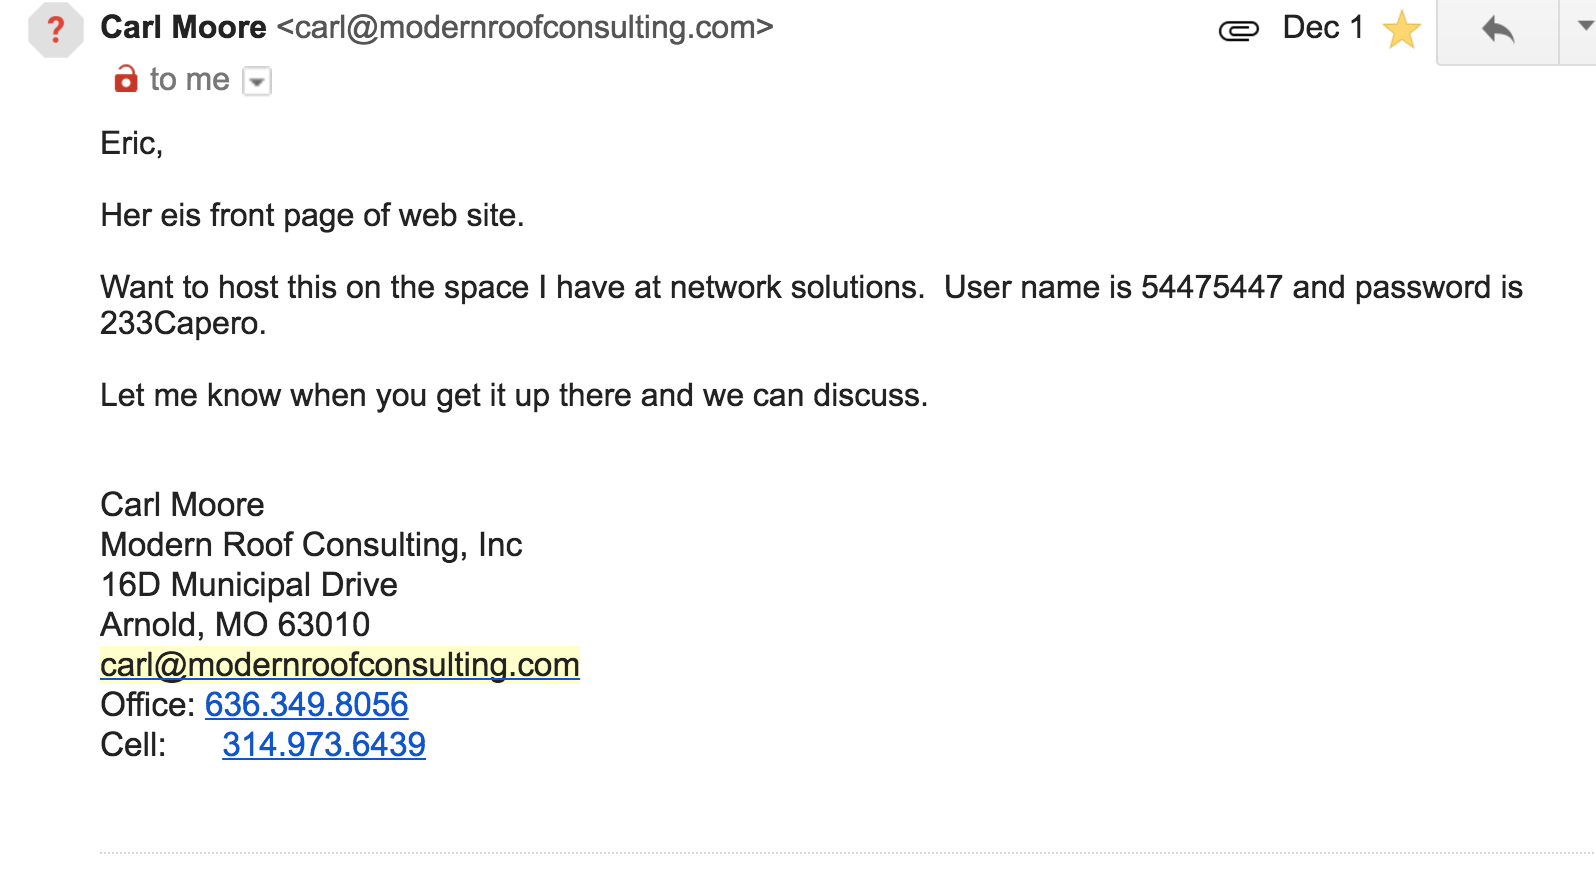 ?
Carl Moore <carl@modernroofconsulting.com>
Dec 1
to me
Eric,
Her eis front page of web site.
Want to host this on the space I have at network solutions.  User name is 54475447 and password is
233Capero.
Let me know when you get it up there and we can discuss.
Carl Moore
Modern Roof Consulting, Inc
16D Municipal Drive
Arnold, MO 63010
carl@modernroofconsulting.com
Office: 636.349.8056
Cell: 314.973.6439